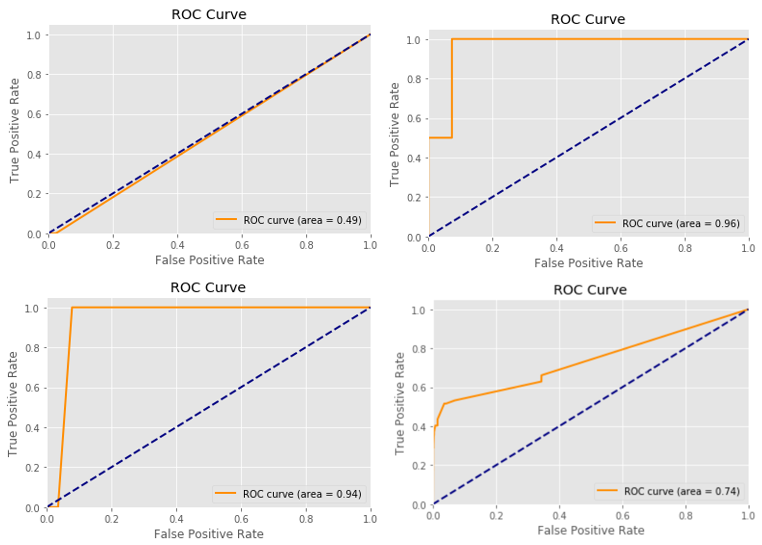 ROC Curve
True Positive Rate
1.0
0.8
0.6
0.4
0.2
0.0
ROC curve (area = 0.49)
0.0 0.2 0.4 0.6 0.8 1.0
False Positive Rate
ROC Curve
True Positive Rate
1.0
0.8
0.6
0.4
0.2
0.0
ROC curve (area = 0.96)
0.0 0.2 0.4 0.6 0.8 1.0
False Positive Rate
ROC Curve
True Positive Rate
1.0
0.8
0.6
0.4
0.2
0.0
ROC curve (area = 0.94)
0.0 0.2 0.4 0.6 0.8 1.0
False Positive Rate
ROC Curve
True Positive Rate
1.0
0.8
0.6
0.4
0.2
0.0
ROC curve (area = 0.74)
0.0 0.2 0.4 0.6 0.8 1.0
False Positive Rate